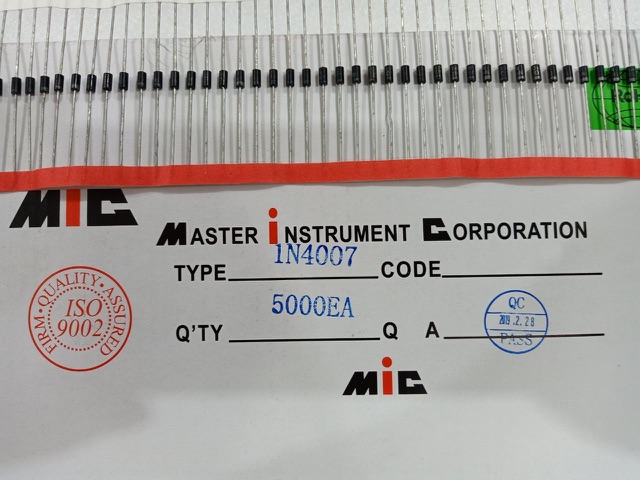 MIC
MASTER INSTRUMENT CORPORATION
TYPE 1N4007 CODE
Q'TY 5000EA Q A
FIRM · QUALITY · ASSURED
ISO
9002
QC
2019.2.28
PASS
MIC